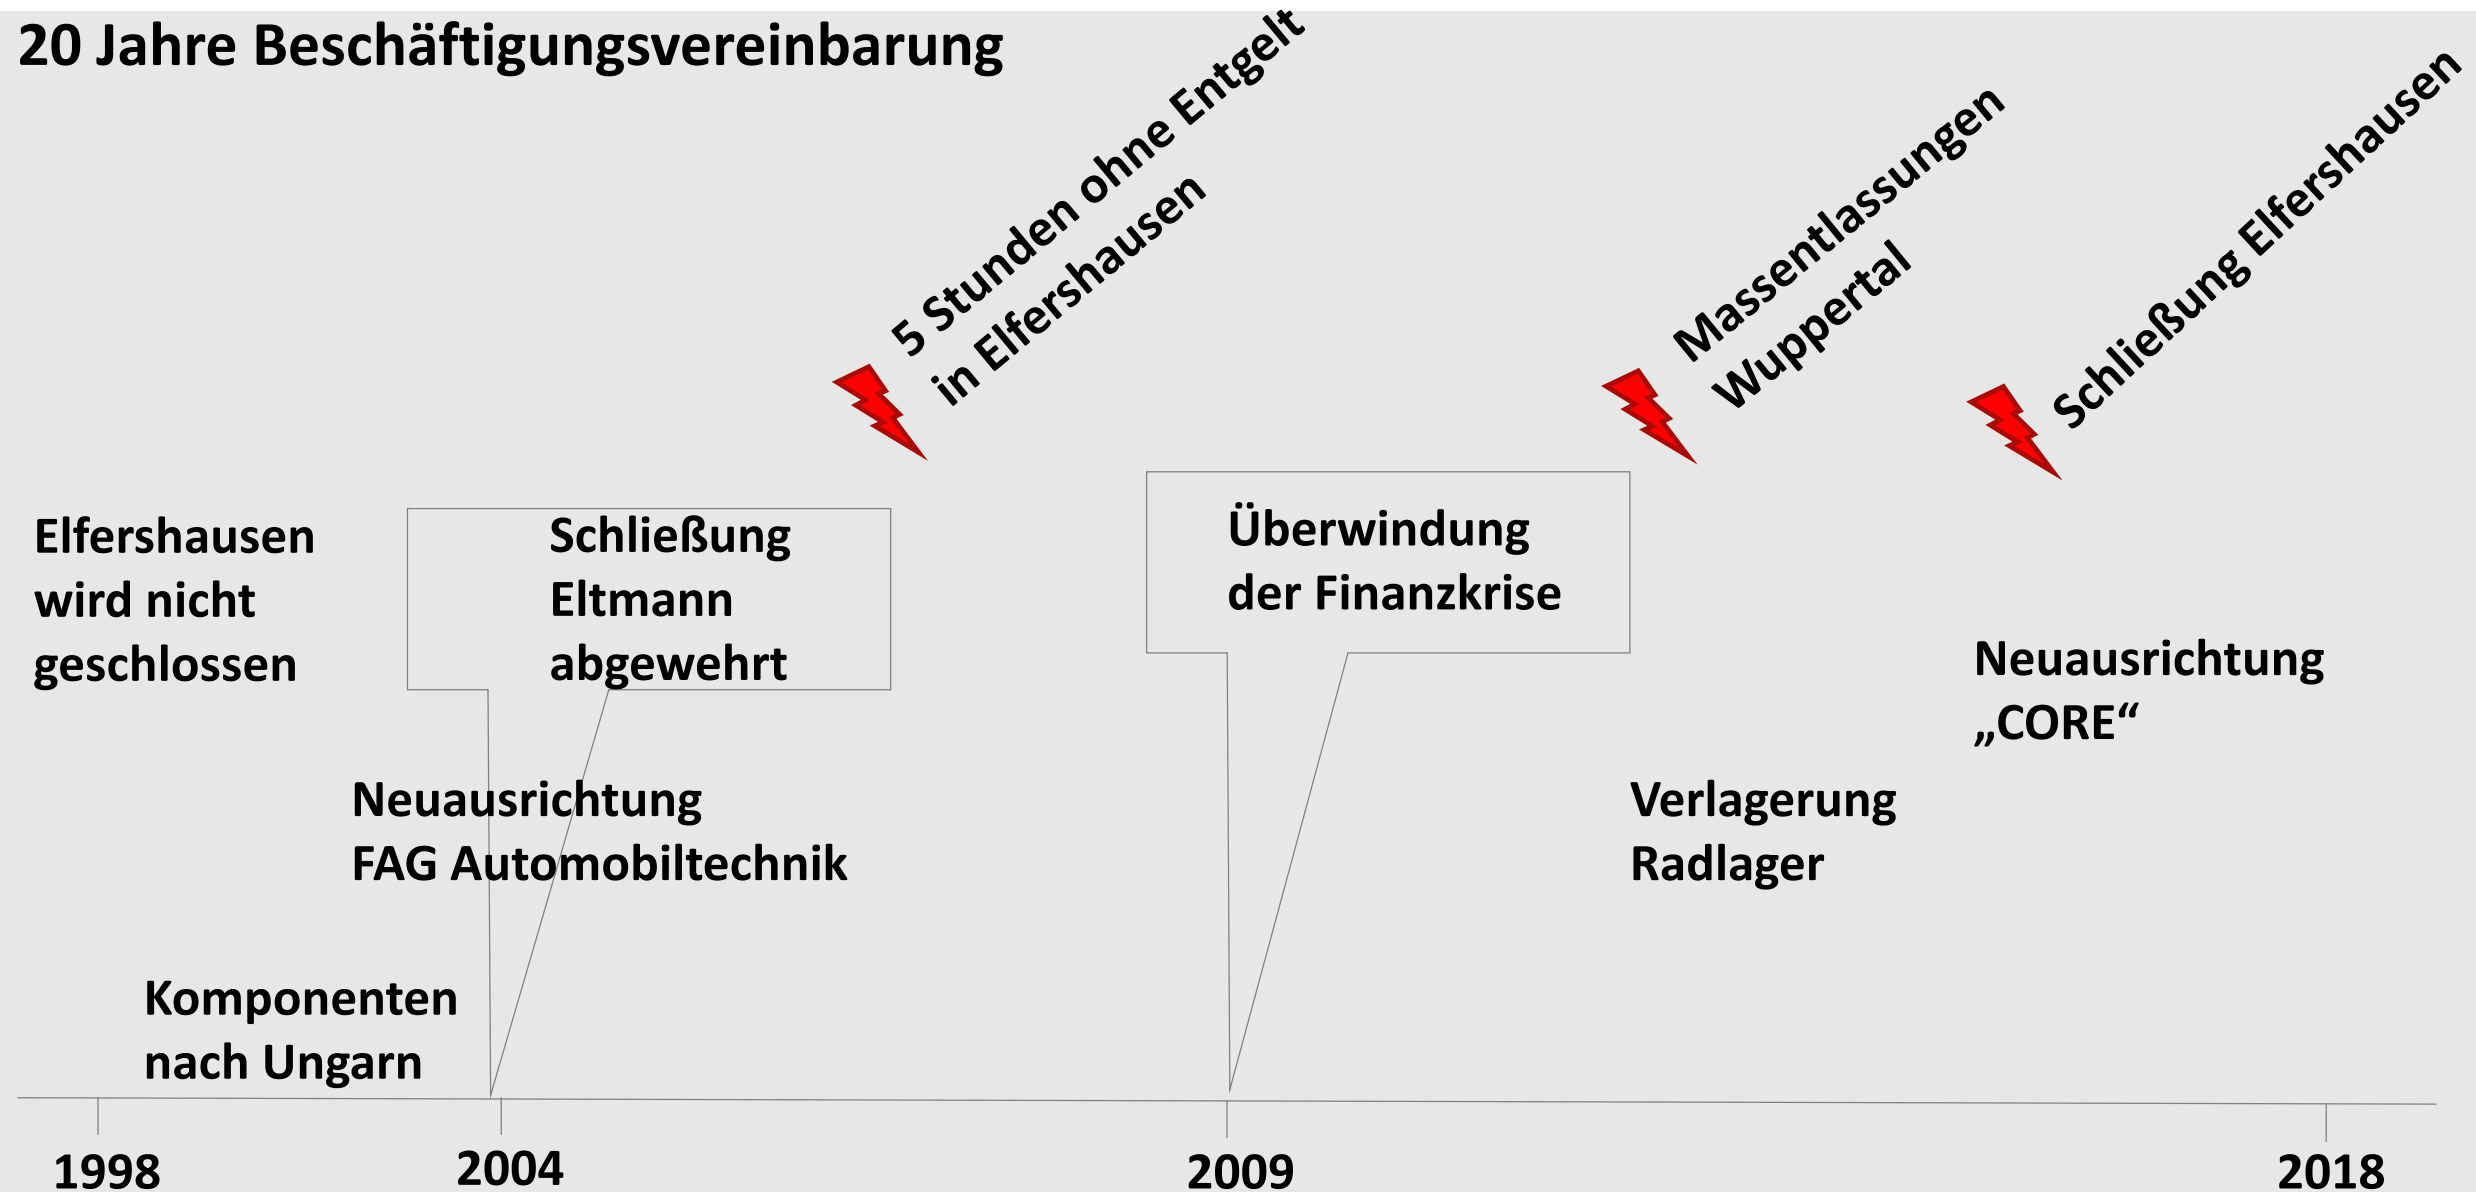 20 Jahre Beschäftigungsvereinbarung
5 Stunden ohne Entgelt
in Elfershausen
Massentlassungen
Wuppertal
Schließung Elfershausen
Elfershausen
wird nicht
geschlossen
Schließung
Eltmann
abgewehrt
Überwindung
der Finanzkrise
Neuausrichtung
„CORE“
Neuausrichtung
FAG Automobiltechnik
Verlagerung
Radlager
Komponenten
nach Ungarn
1998
2004
2009
2018